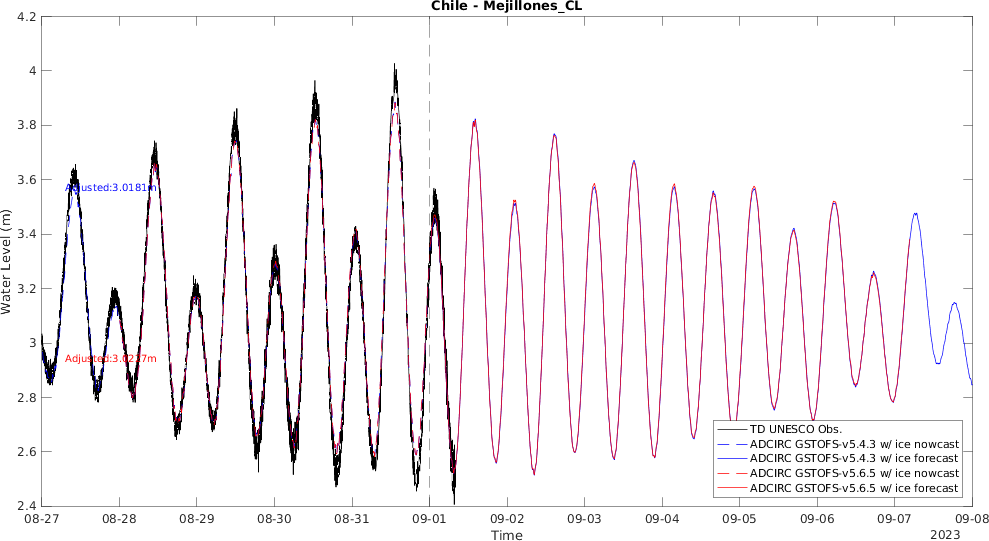 Chile - Mejillones_CL
4.2
4
3.8
3.6
3.4
3.2
3
2.8
2.6
2.4
Water Level (m)
Adjusted:3.0181m
Adjusted:3.0217m
TD UNESCO Obs.
ADCIRC GSTOFS-v5.4.3 w/ ice nowcast
ADCIRC GSTOFS-v5.4.3 w/ ice forecast
ADCIRC GSTOFS-v5.6.5 w/ ice nowcast
ADCIRC GSTOFS-v5.6.5 w/ ice forecast
08-27 08-28 08-29 08-30 08-31 09-01 09-02 09-03 09-04 09-05 09-06 09-07 09-08
Time
2023